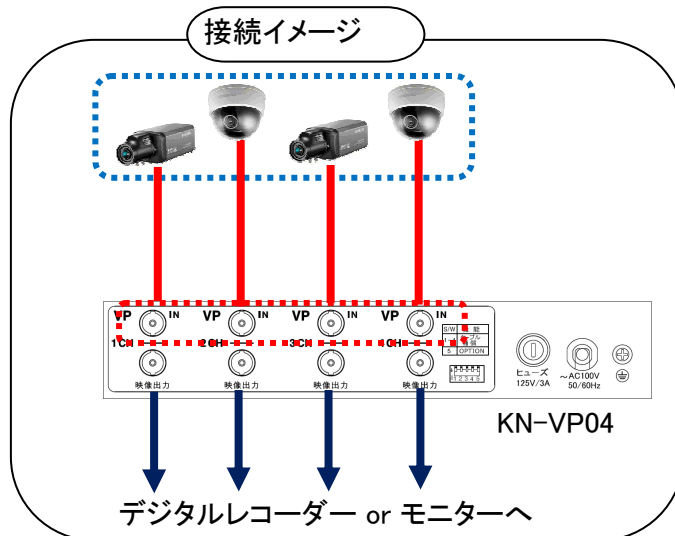 接続イメージ
VP IN VP IN VP IN VP IN
1CH 2CH 3CH
映像出力 映像出力 映像出力 映像出力
S/W
5 OPTION
1 2 3 4 5
ヒューズ
125V/3A
~AC100V
50/60Hz
KN-VP04
デジタルレコーダー or モニターへ